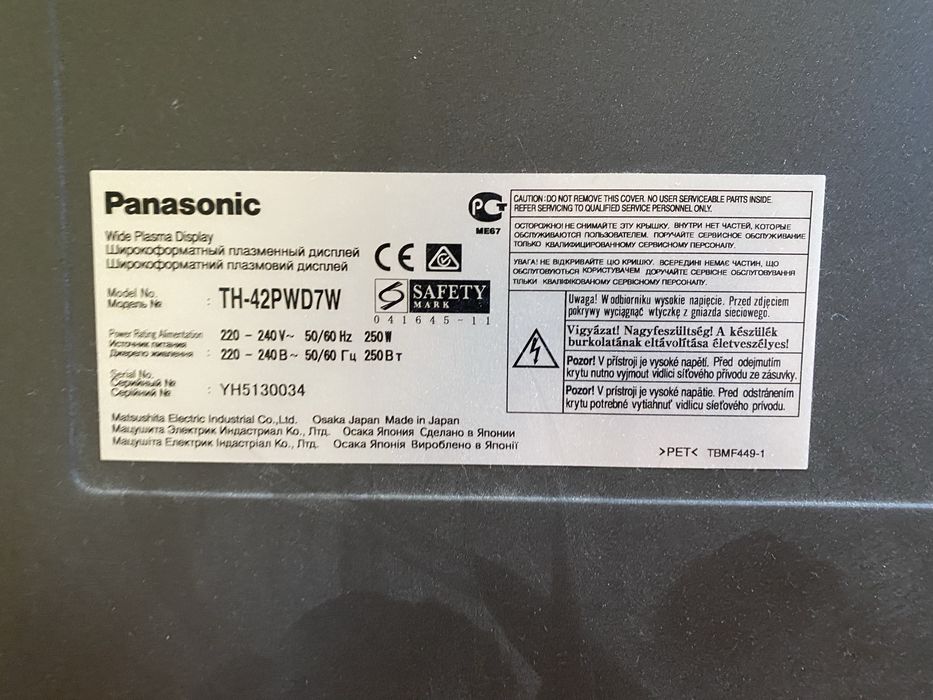 Panasonic
Wide Plasma Display
Широкоформатный плазменный дисплей
Широкоформатний плазмовий дисплей
Model No.
Модель №
: TH-42PWD7W
Power Rating Alimentation
Источник питания
Джерело живлення
: 220 - 240 V~ 50/60 Hz 250 W
: 220 - 240 В~ 50/60 Гц 250 Вт
Serial No.
Серийный №
Серійний №
: YH5130034
Matsushita Electric Industrial Co.,Ltd. Osaka Japan Made in Japan
Мацушита Электрик Индастриал Ко., Лтд. Осака Япония Сделано в Японии
Мацушіта Електрик Індастріал Ко., Лтд. Осака Японія Вироблено в Японії
РСТ
ME67
CE
SAFETY
MARK
041645-11
CAUTION: DO NOT REMOVE THIS COVER. NO USER SERVICEABLE PARTS INSIDE.
REFER SERVICING TO QUALIFIED SERVICE PERSONNEL ONLY.
ОСТОРОЖНО! НЕ СНИМАЙТЕ ЭТУ КРЫШКУ. ВНУТРИ НЕТ ЧАСТЕЙ, КОТОРЫЕ
ОБСЛУЖИВАЮТСЯ ПОЛЬЗОВАТЕЛЕМ. ПОРУЧАЙТЕ СЕРВИСНОЕ ОБСЛУЖИВАНИЕ
ТОЛЬКО КВАЛИФИЦИРОВАННОМУ СЕРВИСНОМУ ПЕРСОНАЛУ.
УВАГА! НЕ ВІДКРИВАЙТЕ ЦЮ КРИШКУ. ВСЕРЕДИНІ НЕМАЄ ЧАСТИН, ЩО
ОБСЛУГОВУЮТЬСЯ КОРИСТУВАЧЕМ ДОРУЧАЙТЕ СЕРВІСНЕ ОБСЛУГОВУВАННЯ
ТІЛЬКИ КВАЛІФІКОВАНОМУ СЕРВІСНОМУ ПЕРСОНАЛУ.
Uwaga! W odbiorniku wysokie napięcie. Przed zdjęciem
pokrywy wyciągnąć wtyczkę z gniazda sieciowego.
Vigyázat! Nagyfeszültség! A készülék
burkolatának eltávolítása életveszélyes!
Pozor! V přístroji je vysoké napětí. Před odejmutím
krytu nutno vyjmout vidlici síťového přívodu ze zásuvky.
Pozor! V prístroji je vysoké napätie. Pred odstránením
krytu potrebné vytiahnuť vidlicu sieťového prívodu.
>PET< TBMF449-1